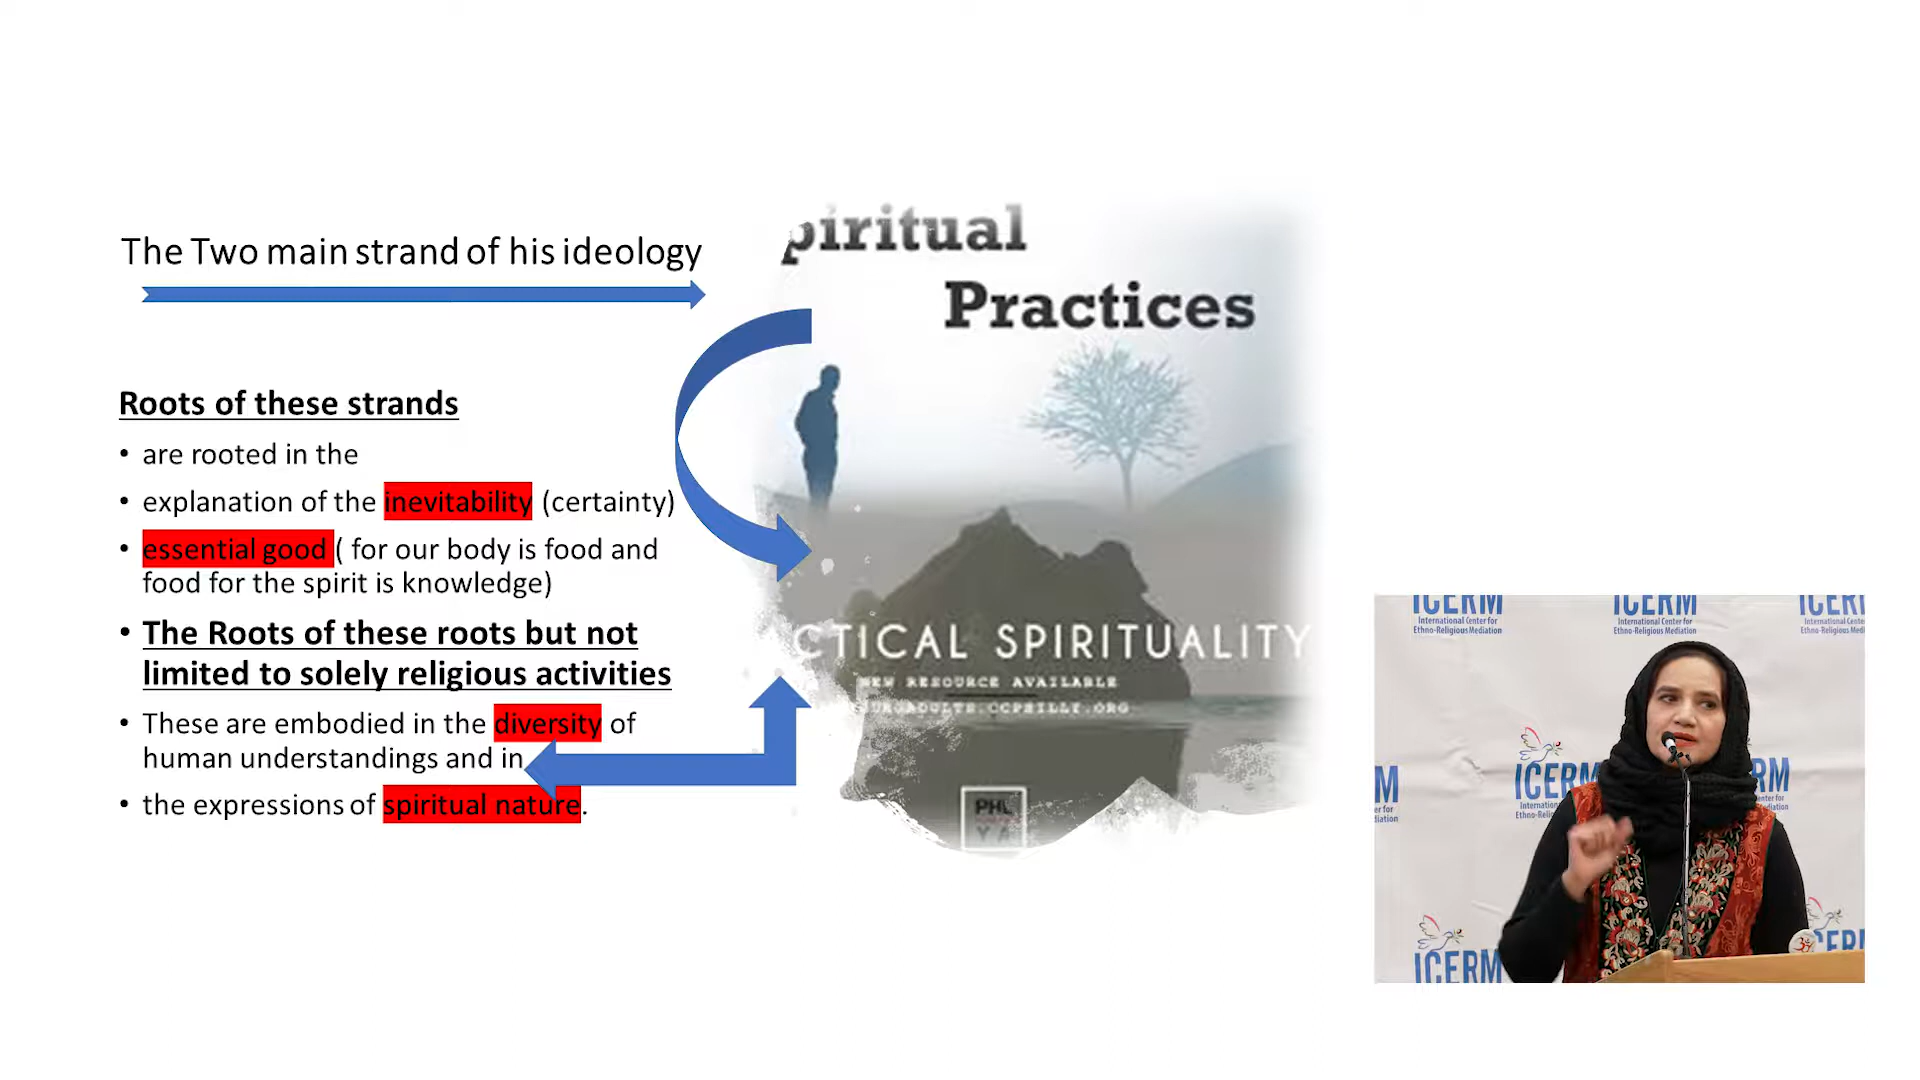 The Two main strand of his ideology
Roots of these strands
• are rooted in the
• explanation of the inevitability (certainty)
• essential good ( for our body is food and
food for the spirit is knowledge)
• The Roots of these roots but not
limited to solely religious activities
• These are embodied in the diversity of
human understandings and in
• the expressions of spiritual nature.
piritual
Practices
CTICAL SPIRITUALITY
NEW RESOURCE AVAILABLE
PHL
YA
ICERM
International Center for
Ethno-Religious Mediation
ICERM
International Center for
Ethno-Religious Mediation
ICERM
ICERM
ICERM